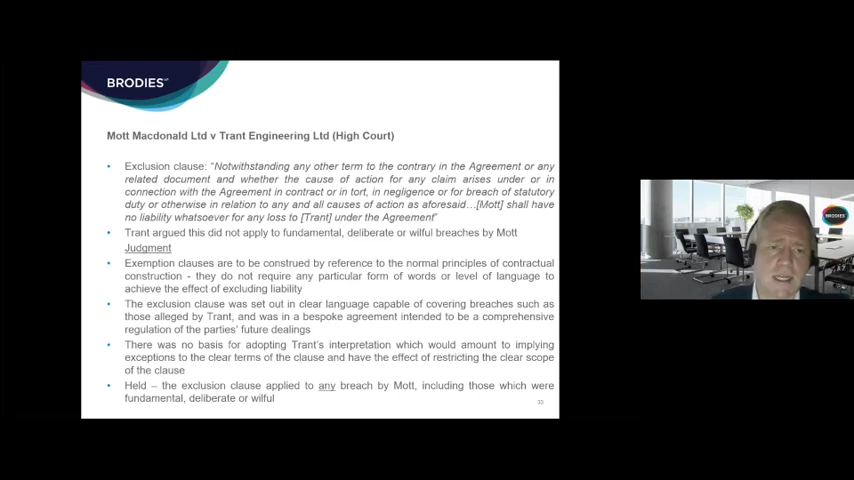 BRODIES LLP
Mott Macdonald Ltd v Trant Engineering Ltd (High Court)
• Exclusion clause: "Notwithstanding any other term to the contrary in the Agreement or any
related document and whether the cause of action for any claim arises under or in
connection with the Agreement in contract or in tort, in negligence or for breach of statutory
duty or otherwise in relation to any and all causes of action as aforesaid…[Mott] shall have
no liability whatsoever for any loss to [Trant] under the Agreement"
• Trant argued this did not apply to fundamental, deliberate or wilful breaches by Mott
Judgment
• Exemption clauses are to be construed by reference to the normal principles of contractual
construction - they do not require any particular form of words or level of language to
achieve the effect of excluding liability
• The exclusion clause was set out in clear language capable of covering breaches such as
those alleged by Trant, and was in a bespoke agreement intended to be a comprehensive
regulation of the parties' future dealings
• There was no basis for adopting Trant's interpretation which would amount to implying
exceptions to the clear terms of the clause and have the effect of restricting the clear scope
of the clause
• Held – the exclusion clause applied to any breach by Mott, including those which were
fundamental, deliberate or wilful
33
BRODIES